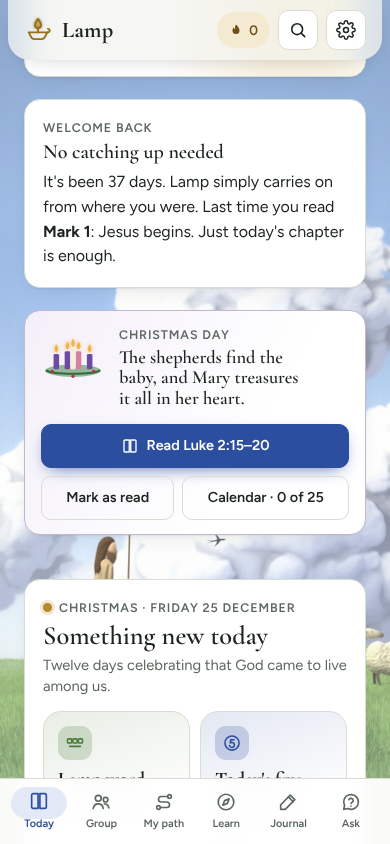 Lamp
0
WELCOME BACK
No catching up needed
It's been 37 days. Lamp simply carries on
from where you were. Last time you read
Mark 1: Jesus begins. Just today's chapter
is enough.
CHRISTMAS DAY
The shepherds find the
baby, and Mary treasures
it all in her heart.
Read Luke 2:15–20
Mark as read
Calendar · 0 of 25
CHRISTMAS · FRIDAY 25 DECEMBER
Something new today
Twelve days celebrating that God came to live
among us.
5
Today
Group
My path
Learn
Journal
Ask